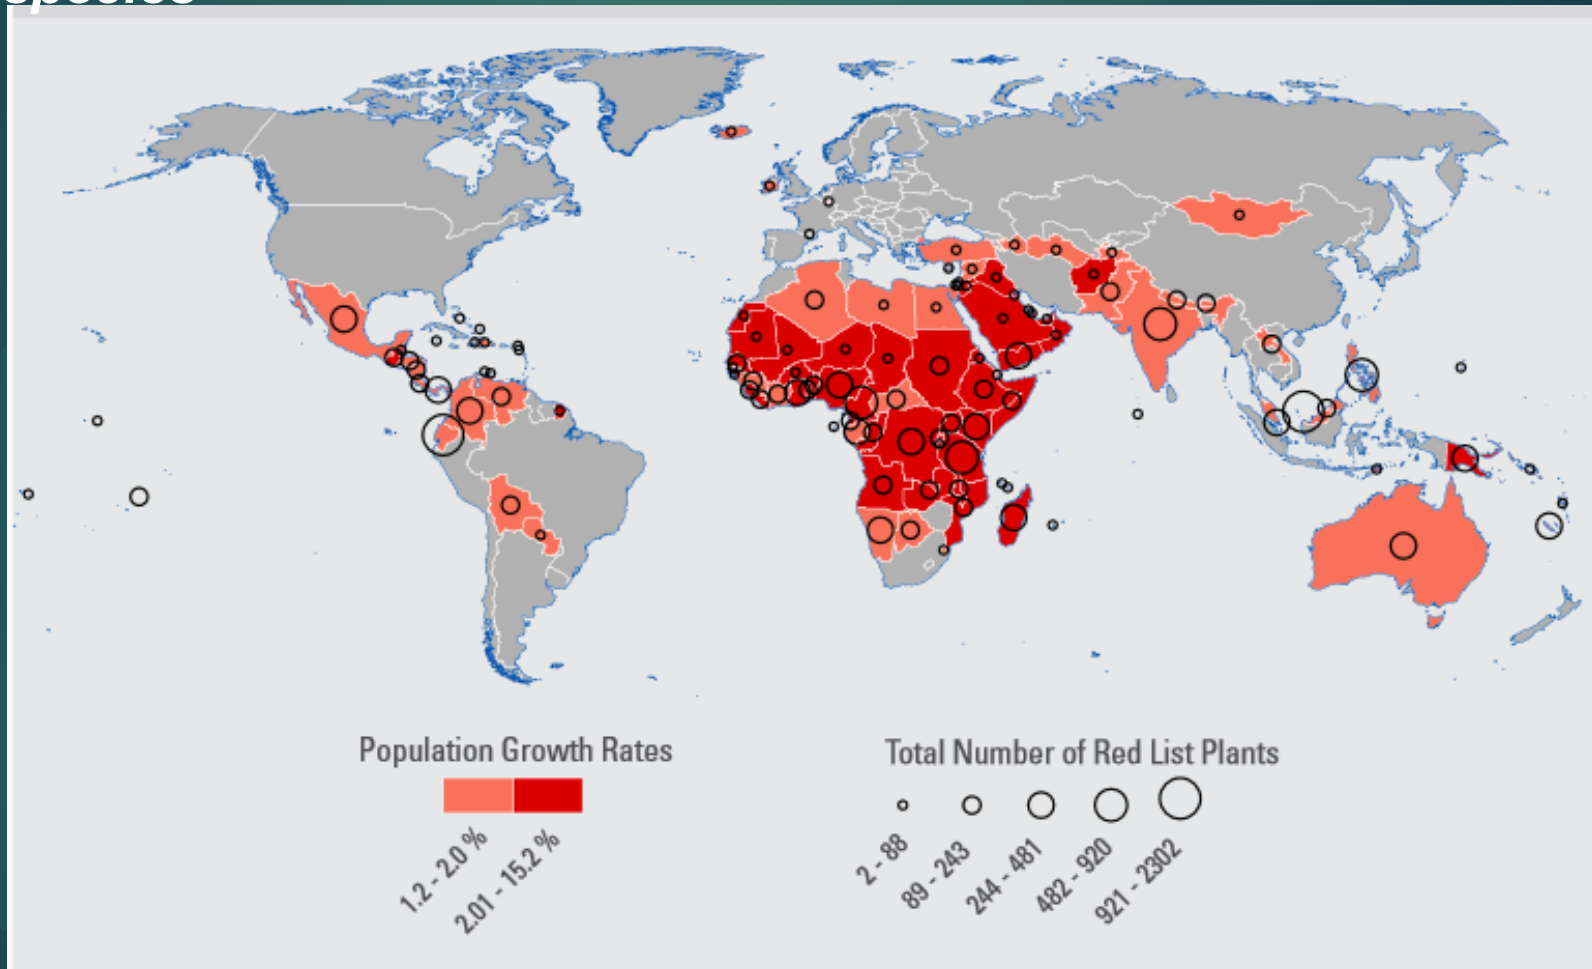 species
Population Growth Rates
1.2 - 2.0 %
2.01 - 15.2 %
Total Number of Red List Plants
2 - 88
89 - 243
244 - 481
482 - 920
921 - 2302